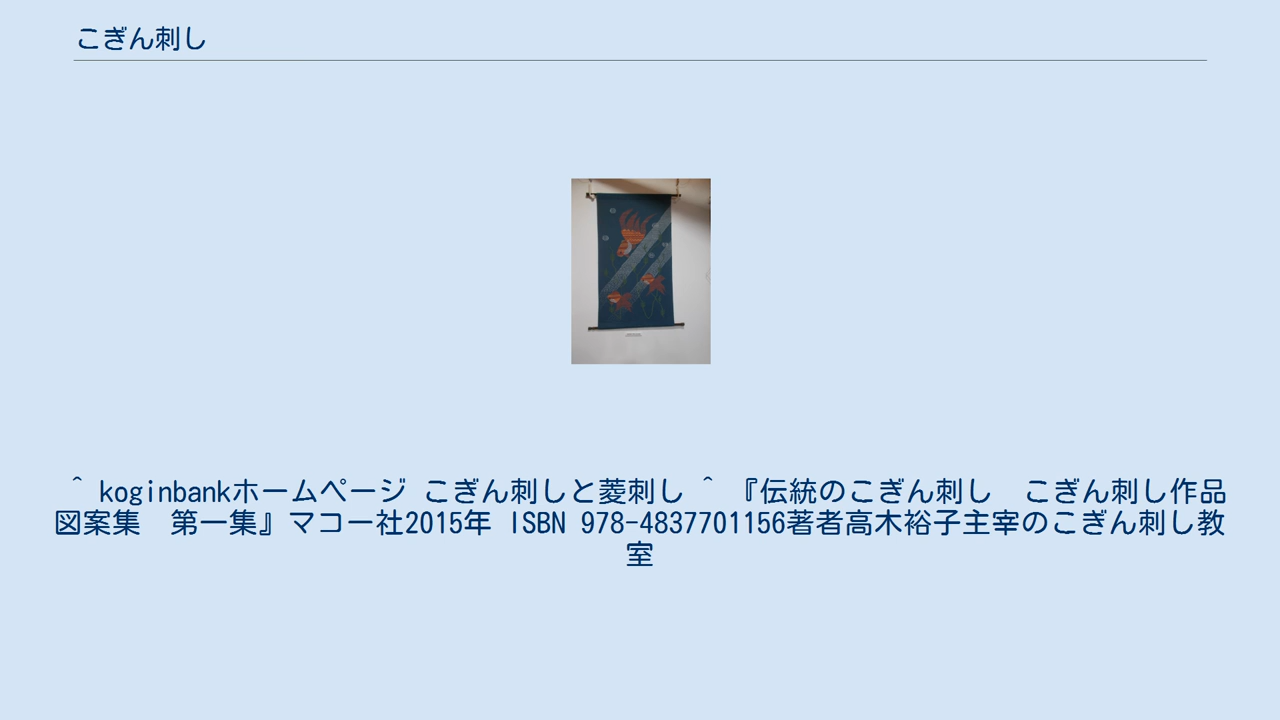 こぎん刺し
^ koginbankホームページ こぎん刺しと菱刺し ^ 『伝統のこぎん刺し　こぎん刺し作品
図案集　第一集』マコー社2015年 ISBN 978-4837701156著者高木裕子主宰のこぎん刺し教
室